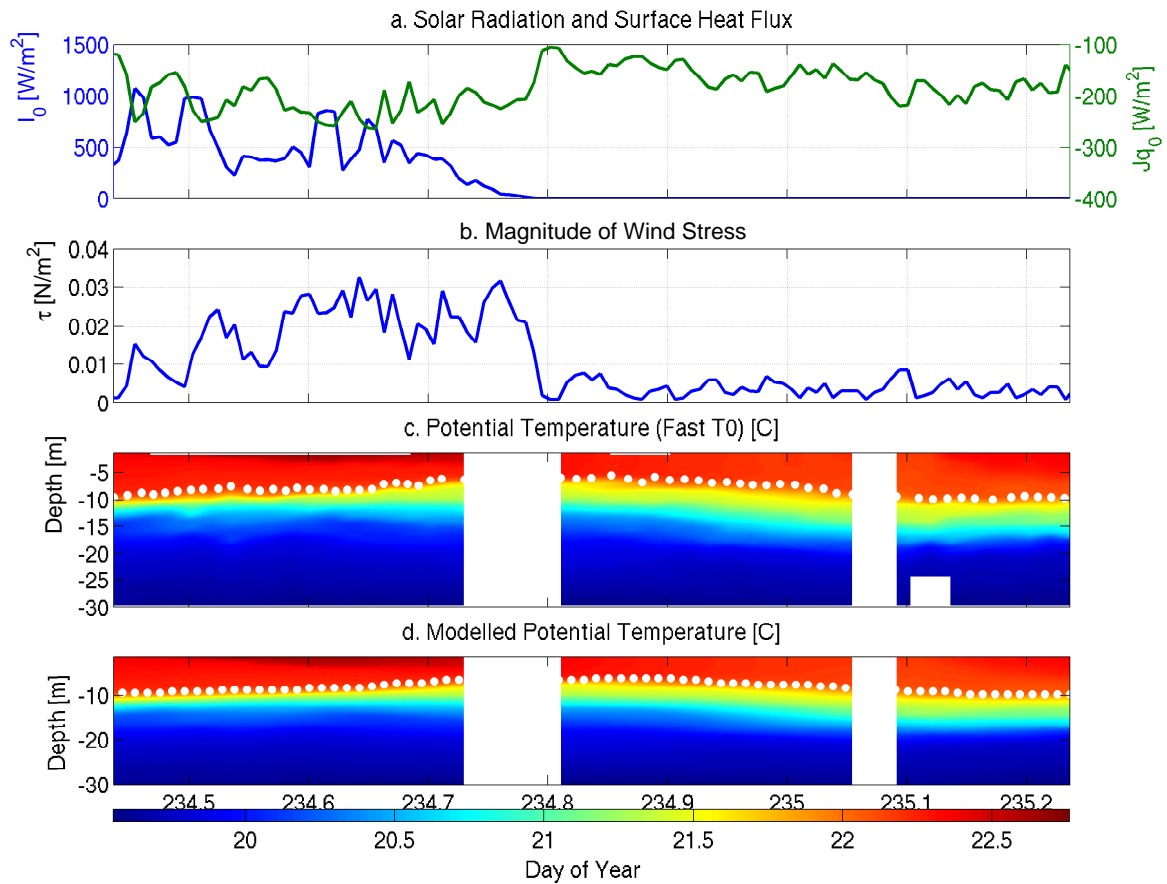 a. Solar Radiation and Surface Heat Flux
I0 [W/m2]
1500
1000
500
0
-100
-200
-300
-400
Jq0 [W/m2]
b. Magnitude of Wind Stress
τ [N/m2]
0.04
0.03
0.02
0.01
0
c. Potential Temperature (Fast T0) [C]
Depth [m]
-5
-10
-15
-20
-25
-30
d. Modelled Potential Temperature [C]
Depth [m]
-10
-20
-30
234.5 234.6 234.7 234.8 234.9 235 235.1 235.2
20 20.5 21 21.5 22 22.5
Day of Year